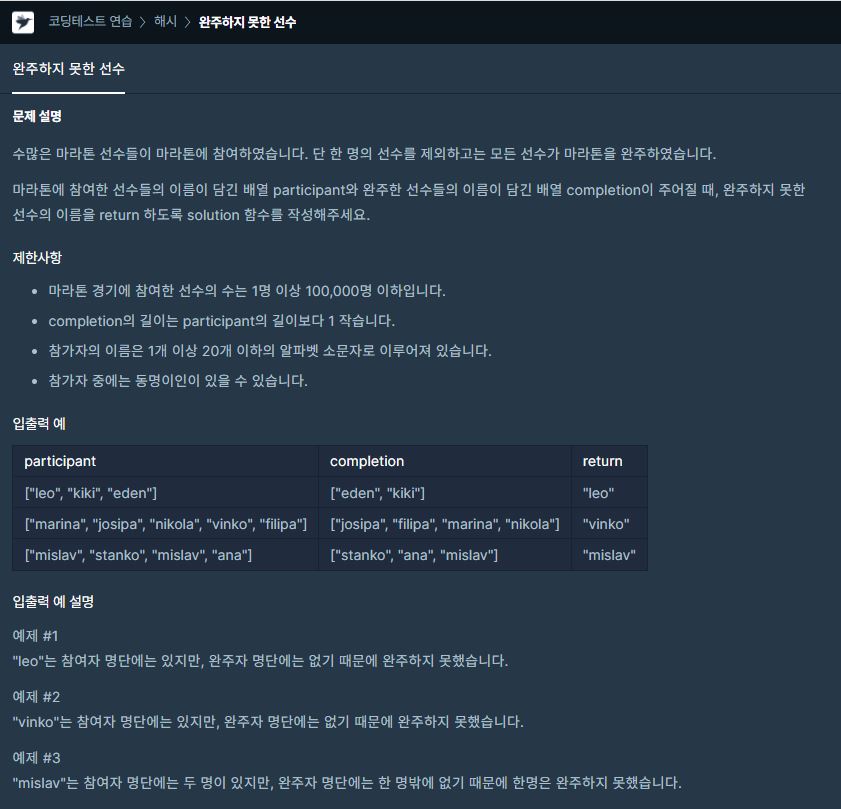 코딩테스트 연습 > 해시 > 완주하지 못한 선수
완주하지 못한 선수
문제 설명
수많은 마라톤 선수들이 마라톤에 참여하였습니다. 단 한 명의 선수를 제외하고는 모든 선수가 마라톤을 완주하였습니다.
마라톤에 참여한 선수들의 이름이 담긴 배열 participant와 완주한 선수들의 이름이 담긴 배열 completion이 주어질 때, 완주하지 못한
선수의 이름을 return 하도록 solution 함수를 작성해주세요.
제한사항
• 마라톤 경기에 참여한 선수의 수는 1명 이상 100,000명 이하입니다.
• completion의 길이는 participant의 길이보다 1 작습니다.
• 참가자의 이름은 1개 이상 20개 이하의 알파벳 소문자로 이루어져 있습니다.
• 참가자 중에는 동명이인이 있을 수 있습니다.
입출력 예
participant completion return
["leo", "kiki", "eden"] ["eden", "kiki"] "leo"
["marina", "josipa", "nikola", "vinko", "filipa"] ["josipa", "filipa", "marina", "nikola"] "vinko"
["mislav", "stanko", "mislav", "ana"] ["stanko", "ana", "mislav"] "mislav"
입출력 예 설명
예제 #1
"leo"는 참여자 명단에는 있지만, 완주자 명단에는 없기 때문에 완주하지 못했습니다.
예제 #2
"vinko"는 참여자 명단에는 있지만, 완주자 명단에는 없기 때문에 완주하지 못했습니다.
예제 #3
"mislav"는 참여자 명단에는 두 명이 있지만, 완주자 명단에는 한 명밖에 없기 때문에 한명은 완주하지 못했습니다.